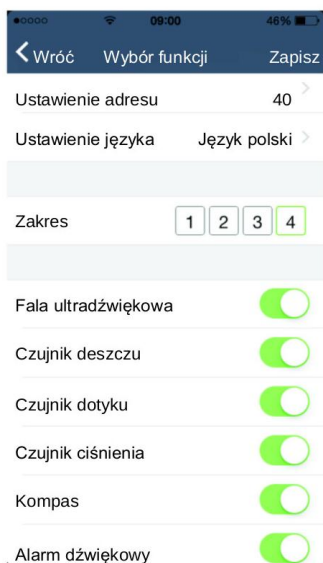 09:00 46%
Wróć Wybór funkcji Zapisz
Ustawienie adresu 40
Ustawienie języka Język polski
Zakres 1 2 3 4
Fala ultradźwiękowa
Czujnik deszczu
Czujnik dotyku
Czujnik ciśnienia
Kompas
Alarm dźwiękowy